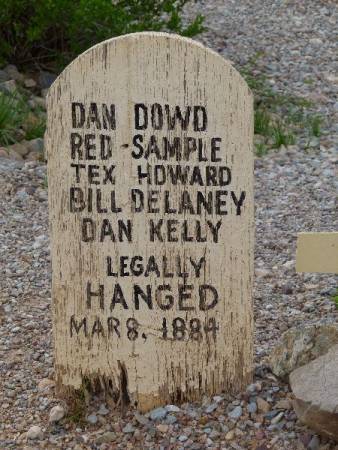 DAN DOWD
RED SAMPLE
TEX HOWARD
BILL DELANEY
DAN KELLY
LEGALLY
HANGED
MAR 8. 1884